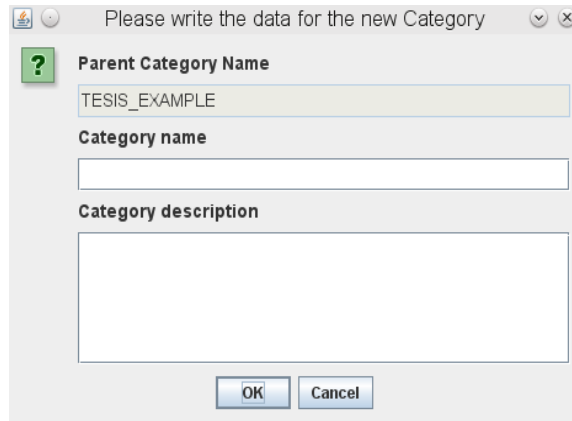 Please write the data for the new Category
?
Parent Category Name
TESIS_EXAMPLE
Category name
Category description
OK Cancel